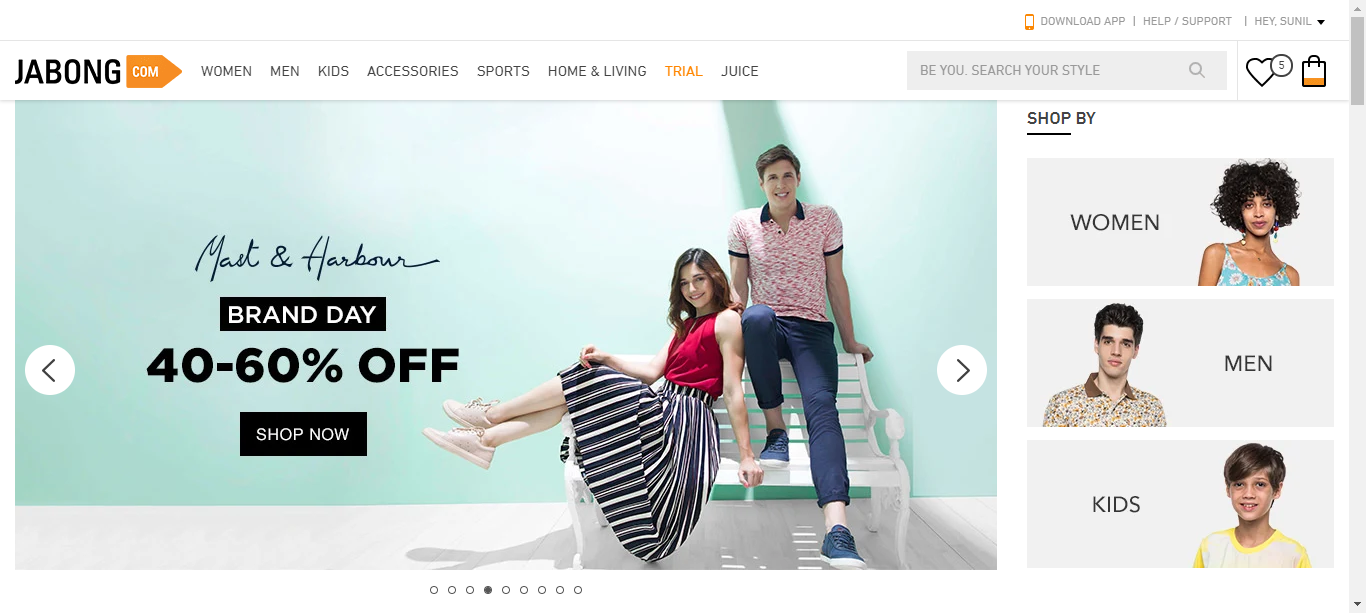 DOWNLOAD APP | HELP / SUPPORT | HEY, SUNIL
JABONG COM WOMEN MEN KIDS ACCESSORIES SPORTS HOME & LIVING TRIAL JUICE BE YOU. SEARCH YOUR STYLE 5
Mast & Harbour
BRAND DAY
40-60% OFF
SHOP NOW
SHOP BY
WOMEN
MEN
KIDS